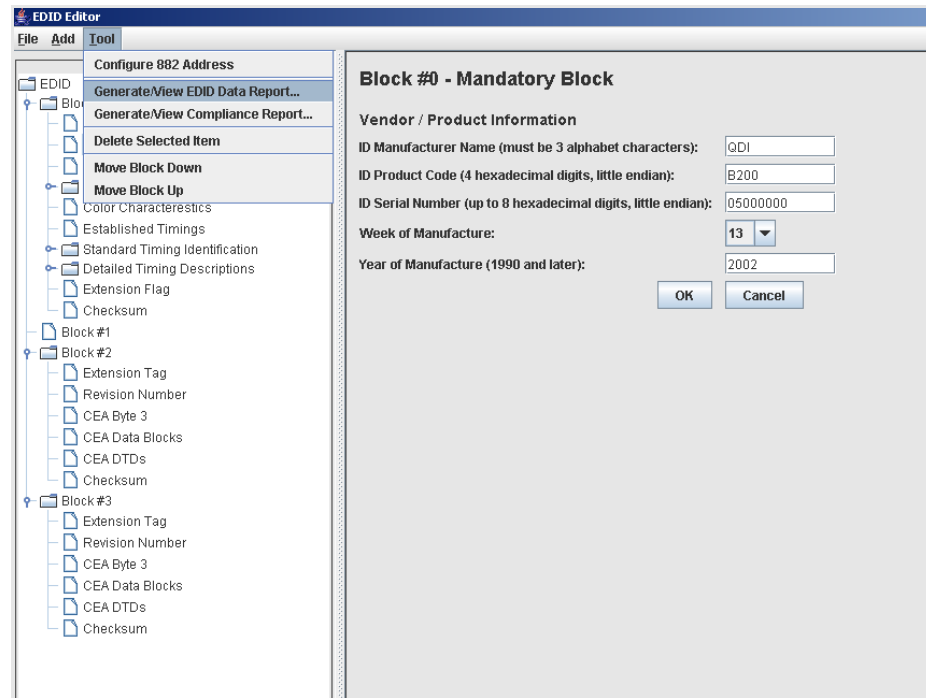 EDID Editor
File Add Tool
Configure 882 Address
Generate/View EDID Data Report...
Generate/View Compliance Report...
Delete Selected Item
Move Block Down
Move Block Up
EDID
Color Characterestics
Established Timings
Standard Timing Identification
Detailed Timing Descriptions
Extension Flag
Checksum
Block #1
Block #2
Extension Tag
Revision Number
CEA Byte 3
CEA Data Blocks
CEA DTDs
Checksum
Block #3
Extension Tag
Revision Number
CEA Byte 3
CEA Data Blocks
CEA DTDs
Checksum
Block #0 - Mandatory Block
Vendor / Product Information
ID Manufacturer Name (must be 3 alphabet characters): QDI
ID Product Code (4 hexadecimal digits, little endian): B200
ID Serial Number (up to 8 hexadecimal digits, little endian): 05000000
Week of Manufacture: 13
Year of Manufacture (1990 and later): 2002
OK Cancel